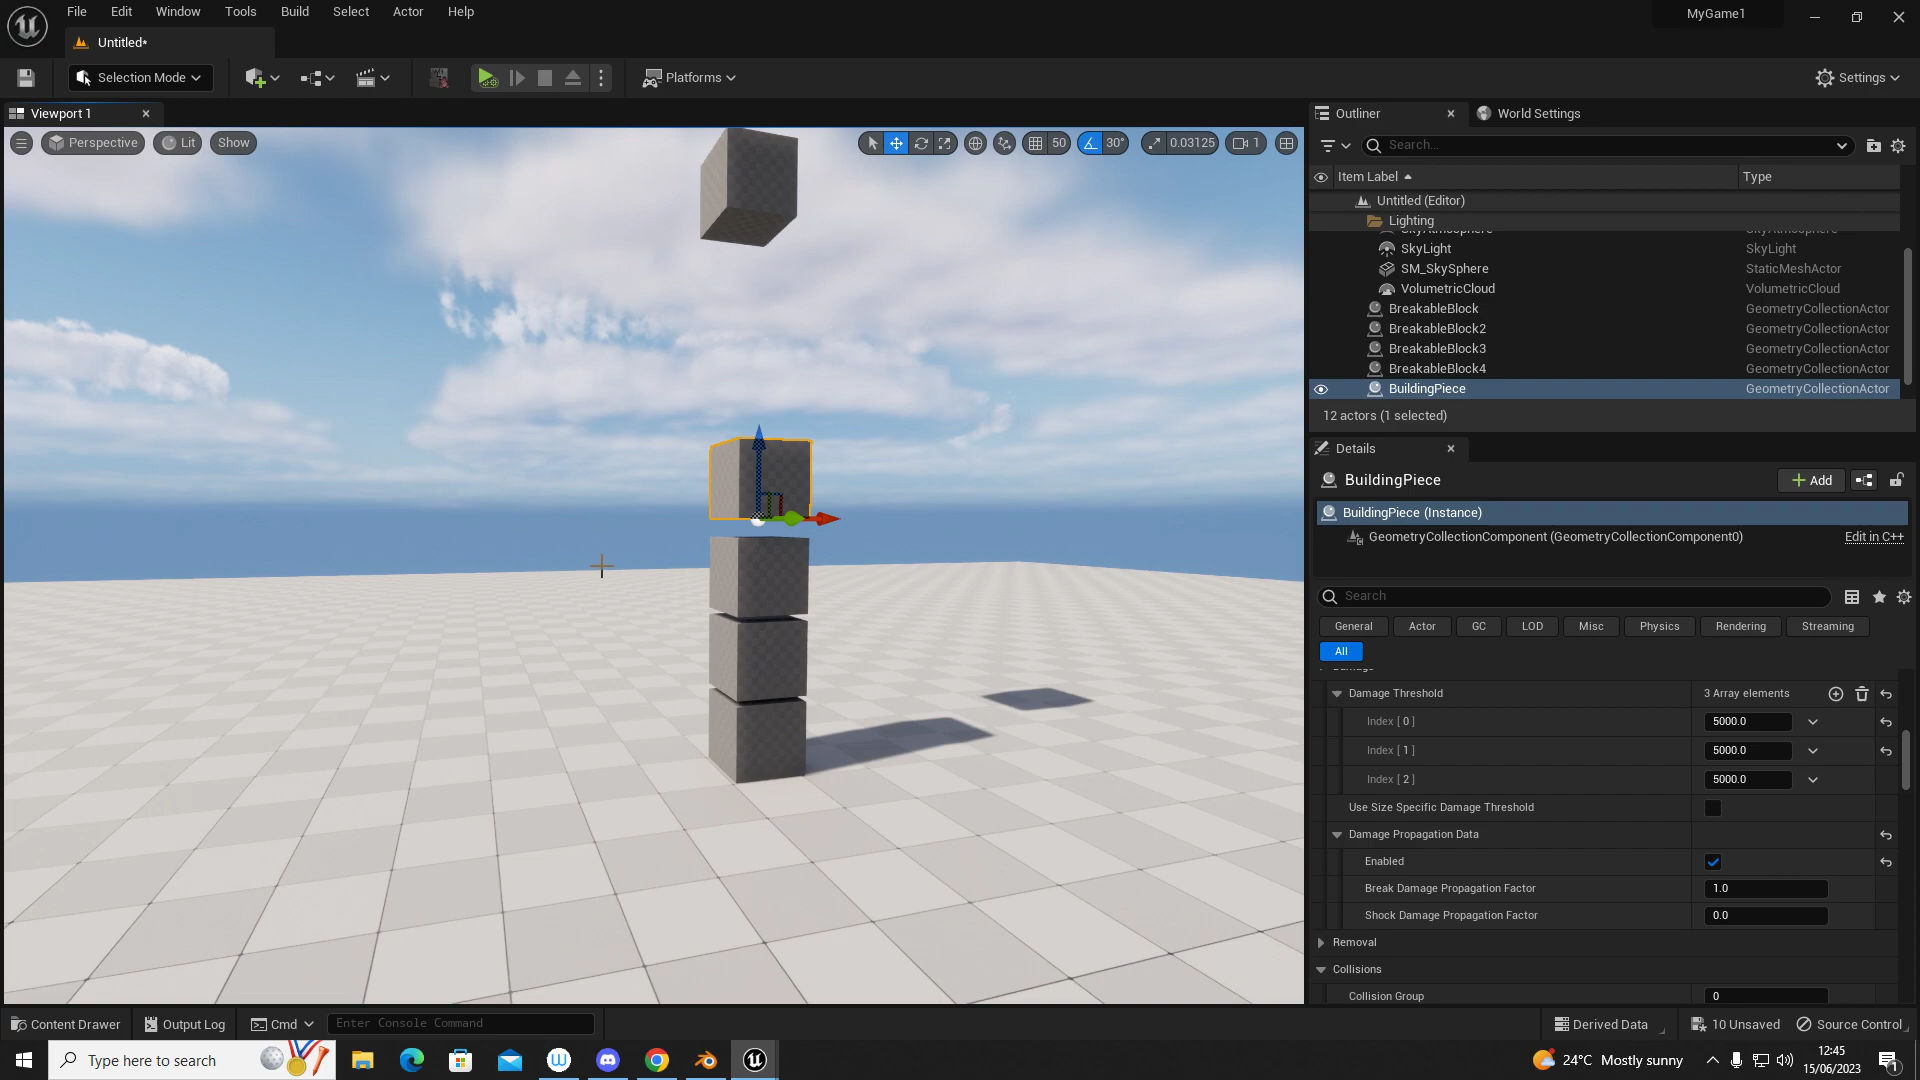 File Edit Window Tools Build Select Actor Help MyGame1
Untitled*
Selection Mode Platforms Settings
Viewport 1
Perspective Lit Show 50 30° 0.03125 1
Outliner World Settings
Search...
Item Label Type
Untitled (Editor)
Lighting
SkyAtmosphere SkyAtmosphere
SkyLight SkyLight
SM_SkySphere StaticMeshActor
VolumetricCloud VolumetricCloud
BreakableBlock GeometryCollectionActor
BreakableBlock2 GeometryCollectionActor
BreakableBlock3 GeometryCollectionActor
BreakableBlock4 GeometryCollectionActor
BuildingPiece GeometryCollectionActor
12 actors (1 selected)
Details
BuildingPiece Add
BuildingPiece (Instance)
GeometryCollectionComponent (GeometryCollectionComponent0) Edit in C++
Search
General Actor GC LOD Misc Physics Rendering Streaming
All
Damage
Damage Threshold 3 Array elements
Index [ 0 ] 5000.0
Index [ 1 ] 5000.0
Index [ 2 ] 5000.0
Use Size Specific Damage Threshold
Damage Propagation Data
Enabled
Break Damage Propagation Factor 1.0
Shock Damage Propagation Factor 0.0
Removal
Collisions
Collision Group 0
Content Drawer Output Log Cmd Enter Console Command Derived Data 10 Unsaved Source Control
Type here to search 24°C Mostly sunny 12:45
15/06/2023 1